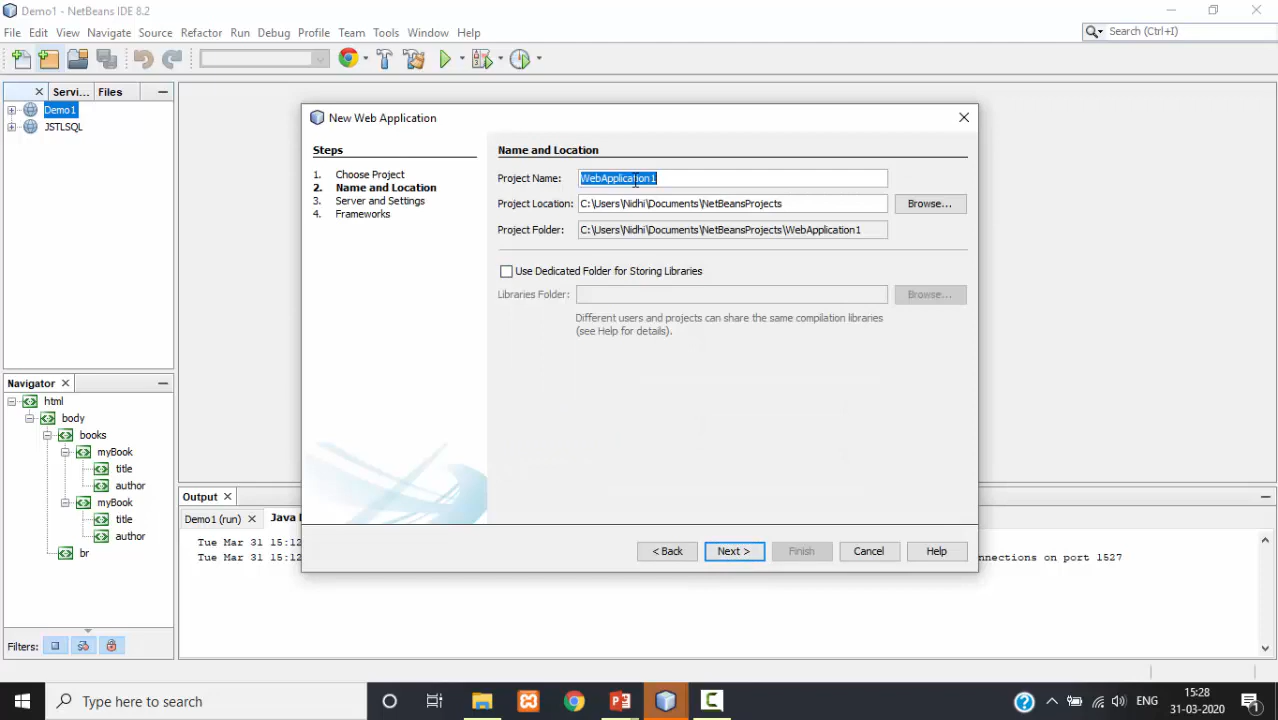 Demo1 - NetBeans IDE 8.2
File Edit View Navigate Source Refactor Run Debug Profile Team Tools Window Help
Search (Ctrl+I)
Servi... Files
Demo1
JSTLSQL
New Web Application
Steps
1. Choose Project
2. Name and Location
3. Server and Settings
4. Frameworks
Name and Location
Project Name: WebApplication1
Project Location: C:\Users\Nidhi\Documents\NetBeansProjects Browse...
Project Folder: C:\Users\Nidhi\Documents\NetBeansProjects\WebApplication1
Use Dedicated Folder for Storing Libraries
Libraries Folder: Browse...
Different users and projects can share the same compilation libraries
(see Help for details).
< Back Next > Finish Cancel Help
Navigator
html
body
books
myBook
title
author
myBook
title
author
br
Filters:
Output
Demo1 (run) Java
Tue Mar 31 15:12
Tue Mar 31 15:12 nnections on port 1527
Type here to search
ENG
15:28
31-03-2020
1